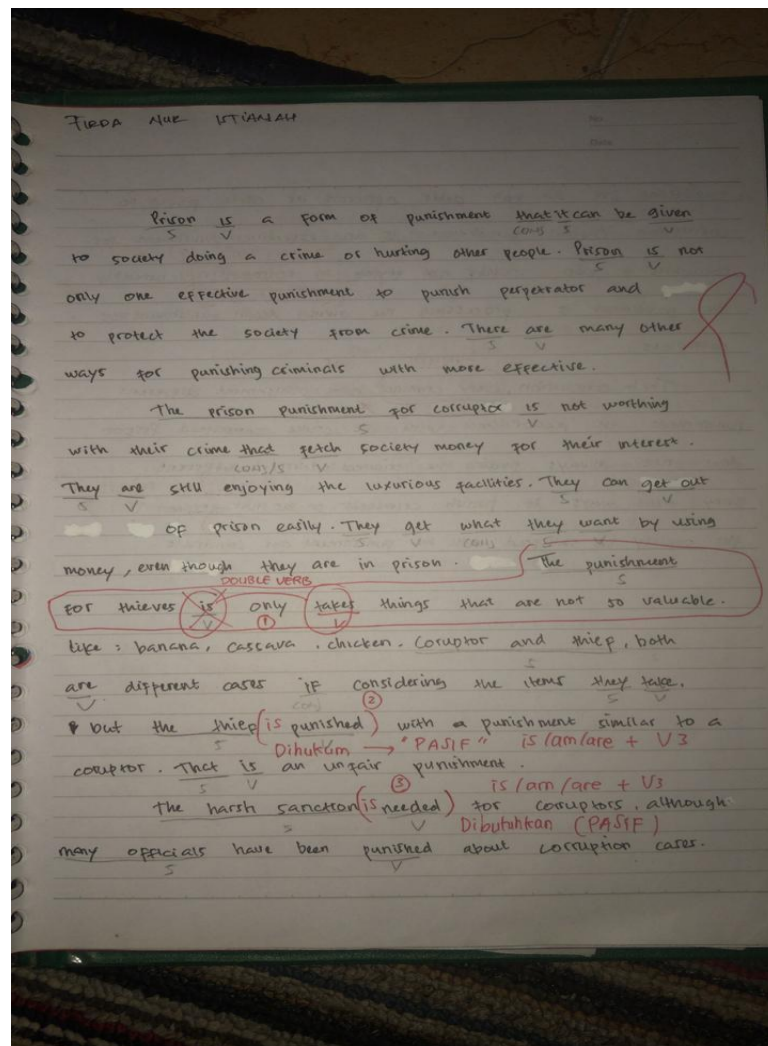 FIRDA NUR ISTIANAH
No
Date
Prison is a form of punishment that it can be given
S V conj S V
to society doing a crime or hurting other people. Prison is not
S V
only one effective punishment to punish perpetrator and
to protect the society from crime. There are many other
S V
ways for punishing criminals with more effective.
The prison punishment for corruptor is not worthing
S V
with their crime that fetch society money for their interest.
conj/S V
They are still enjoying the luxurious facilities. They can get out
S V S V
of prison easily. They get what they want by using
S V conj S V
money, even though they are in prison. The punishment
DOUBLE VERB S
for thieves is only takes things that are not so valuable.
V ① V
like : banana, cassava, chicken. Coruptor and thief, both
S
are different cases if considering the items they take.
V conj ② S V
but the thief (is punished) with a punishment similar to a
S Dihukum → "PASIF" is/am/are + V3
coruptor. That is an unfair punishment.
S V ③ is/am/are + V3
The harsh sanction (is needed) for corruptors, although
S V Dibutuhkan (PASIF)
many officials have been punished about corruption cases.
S V